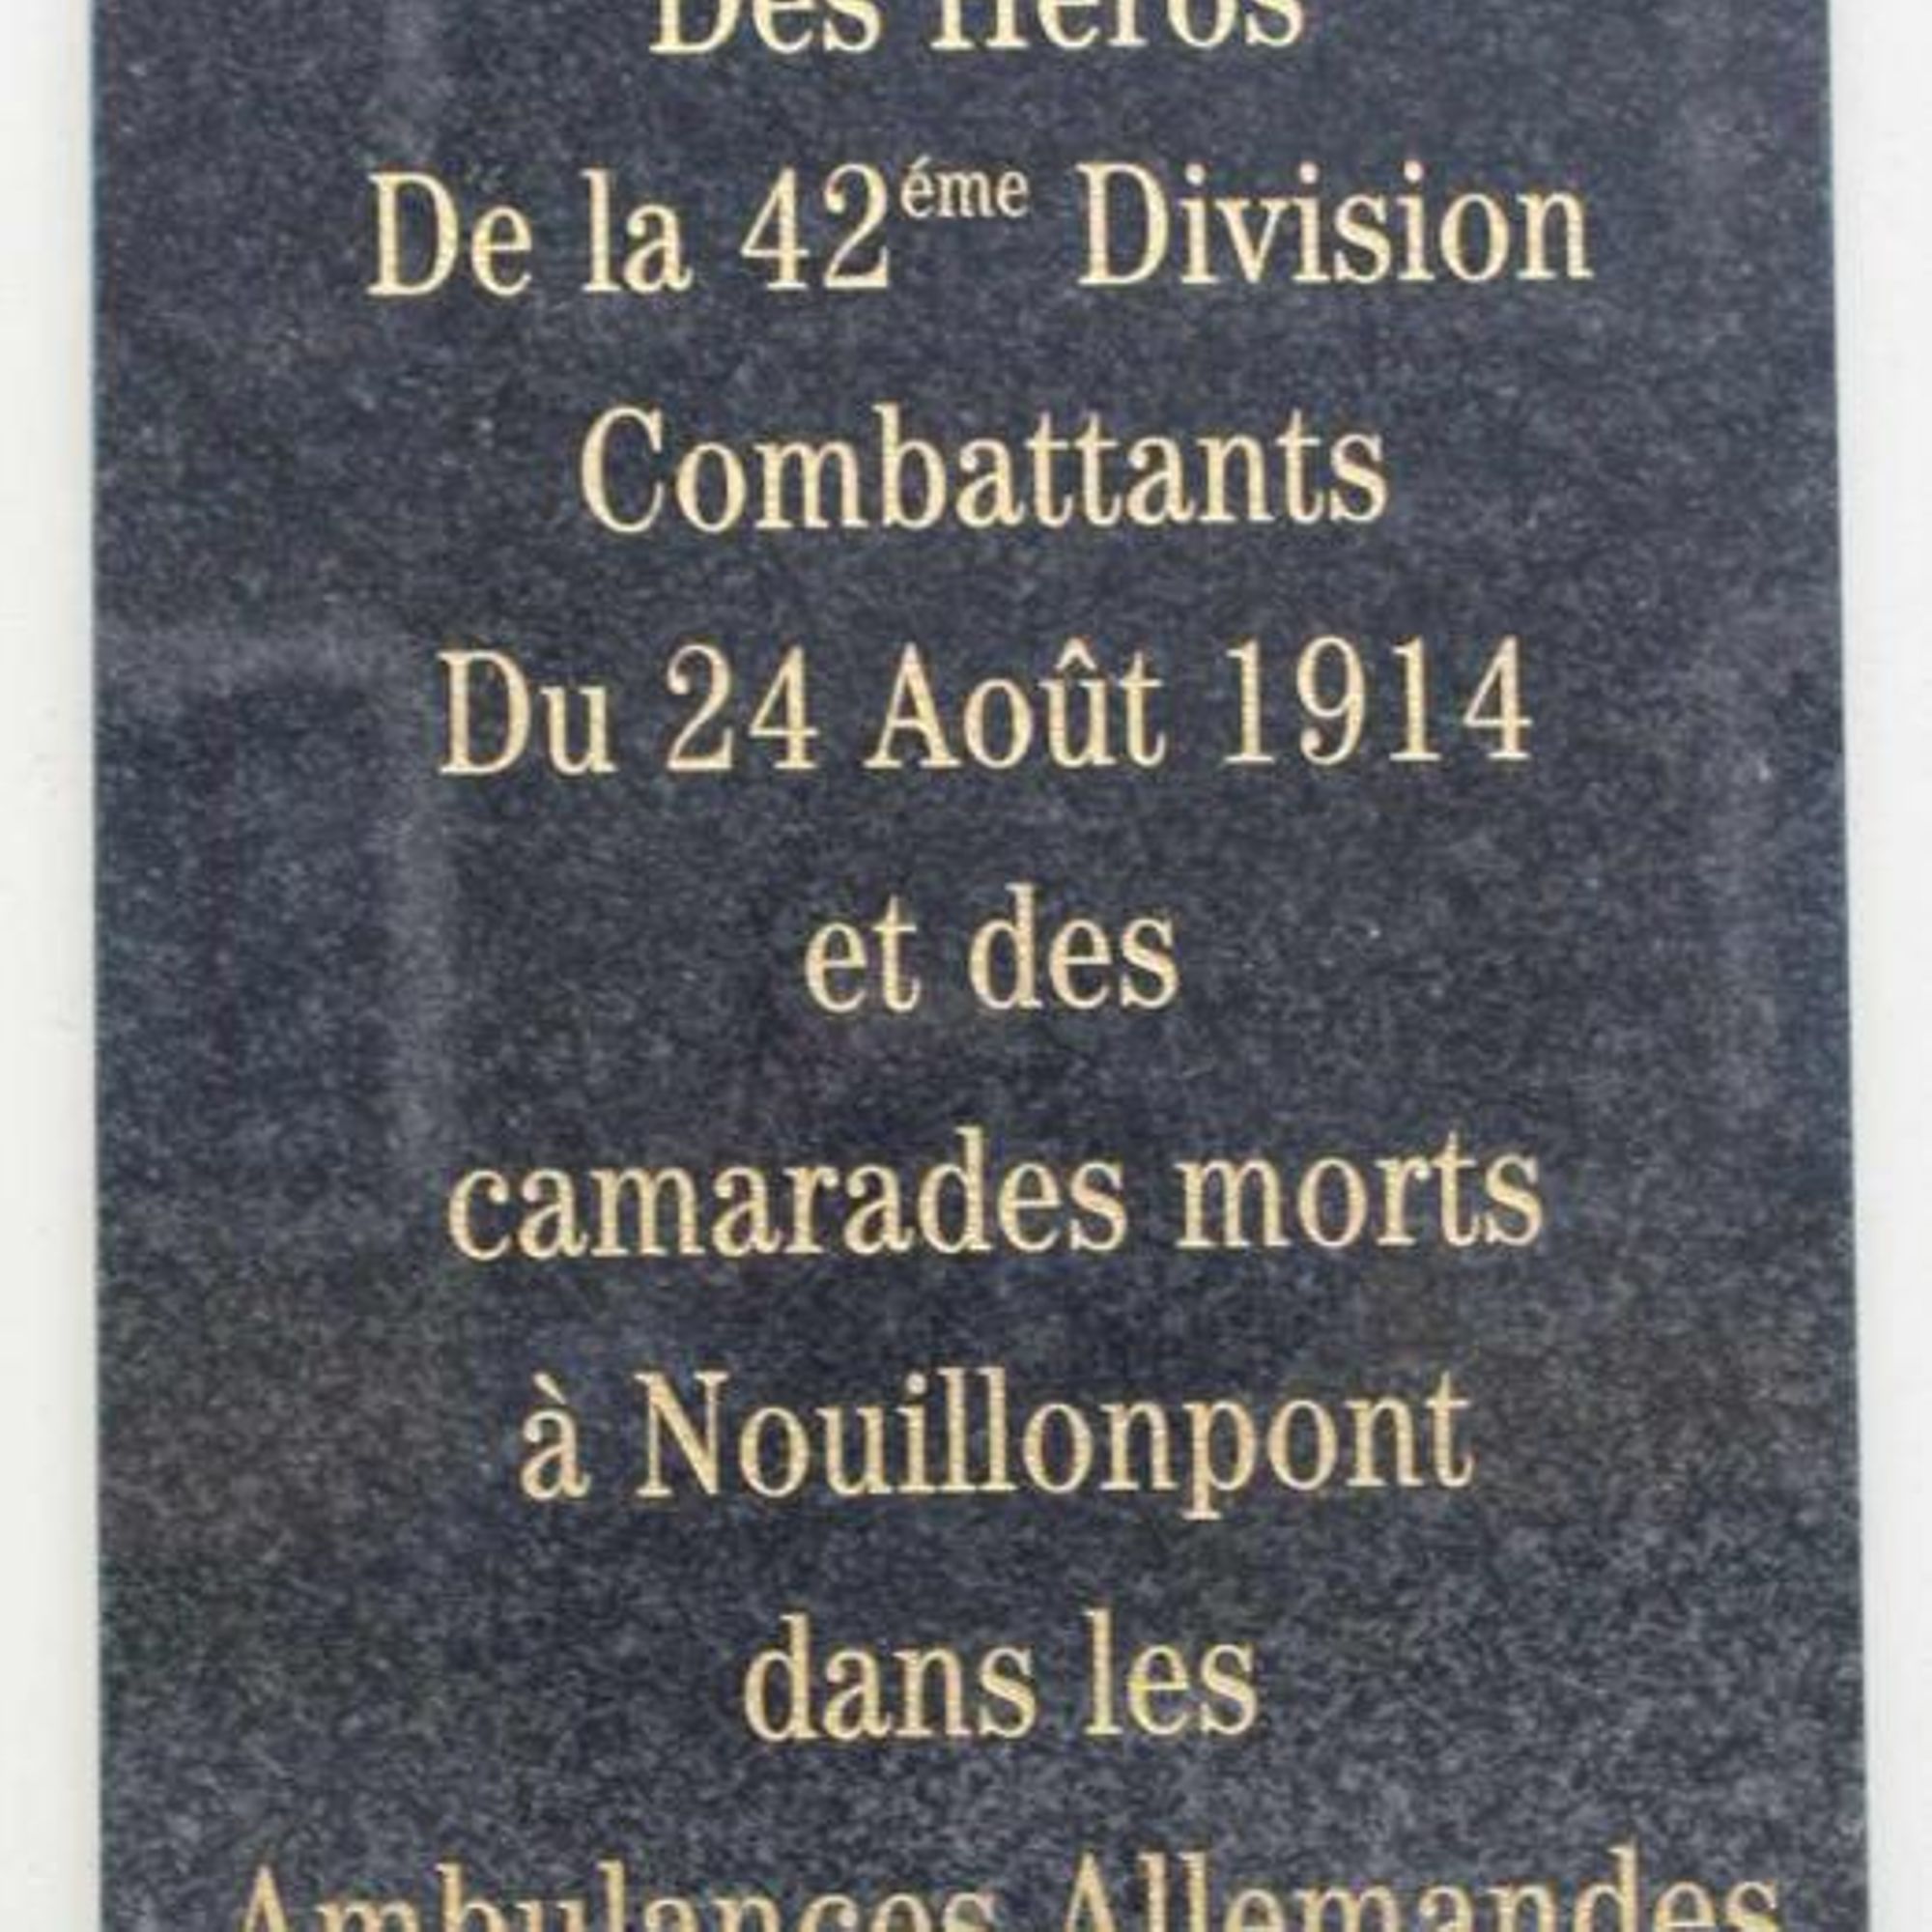 Des Héros
De la 42éme Division
Combattants
Du 24 Août 1914
et des
camarades morts
à Nouillonpont
dans les
Ambulances Allemandes